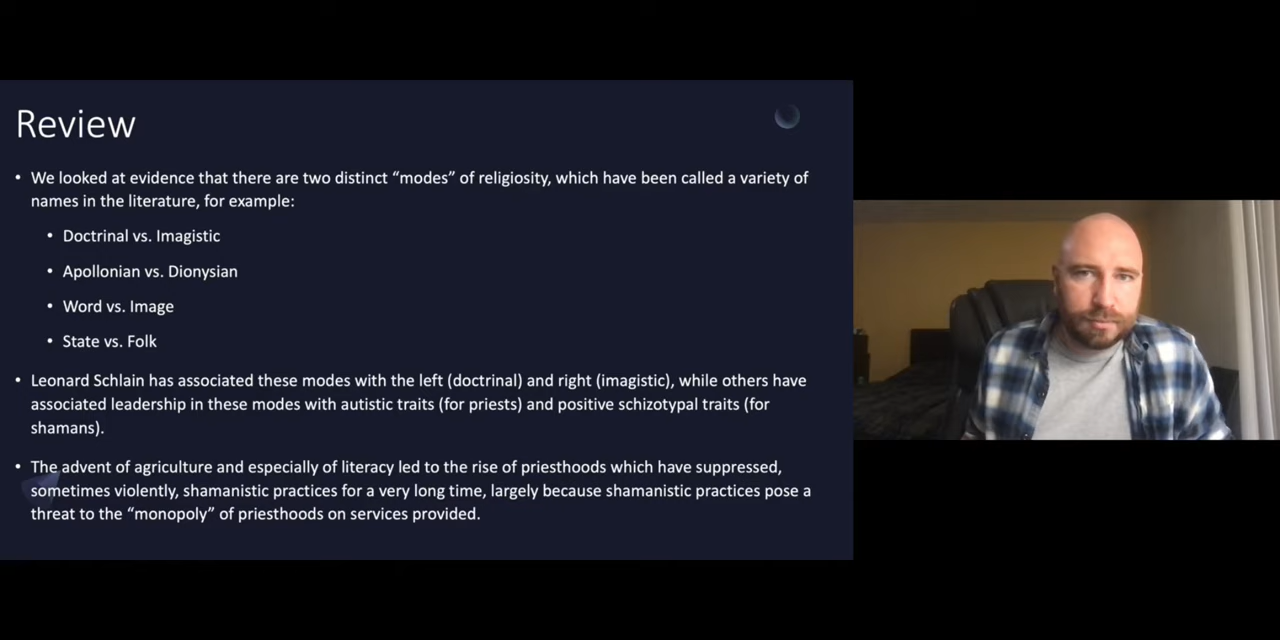 Review
• We looked at evidence that there are two distinct “modes” of religiosity, which have been called a variety of
names in the literature, for example:
• Doctrinal vs. Imagistic
• Apollonian vs. Dionysian
• Word vs. Image
• State vs. Folk
• Leonard Schlain has associated these modes with the left (doctrinal) and right (imagistic), while others have
associated leadership in these modes with autistic traits (for priests) and positive schizotypal traits (for
shamans).
• The advent of agriculture and especially of literacy led to the rise of priesthoods which have suppressed,
sometimes violently, shamanistic practices for a very long time, largely because shamanistic practices pose a
threat to the “monopoly” of priesthoods on services provided.